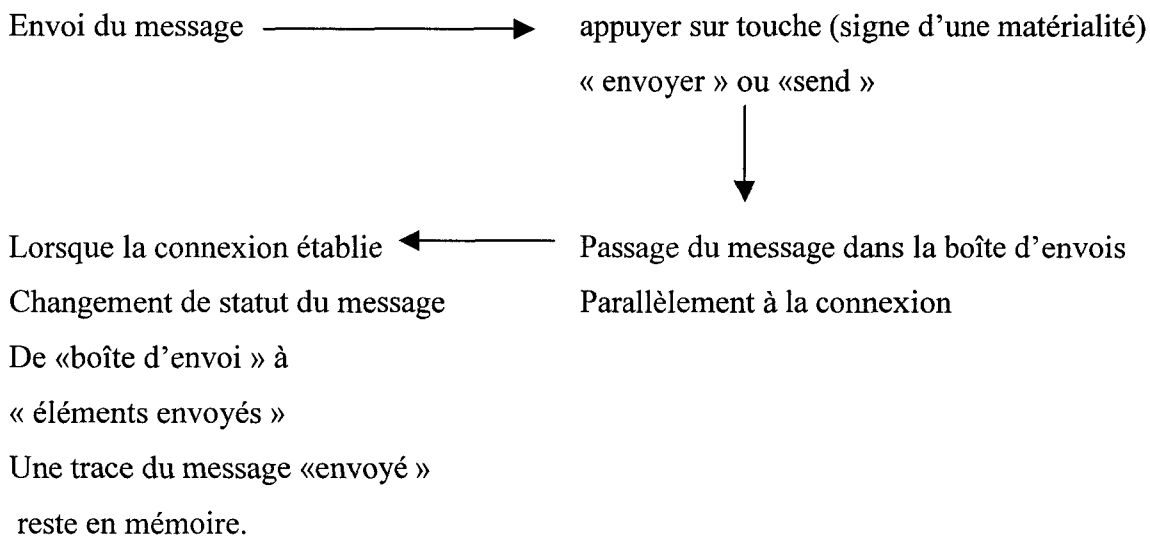 Envoi du message
appuyer sur touche (signe d'une matérialité)
« envoyer » ou «send »
Passage du message dans la boîte d'envois
Parallèlement à la connexion
Lorsque la connexion établie
Changement de statut du message
De «boîte d'envoi » à
« éléments envoyés »
Une trace du message «envoyé »
reste en mémoire.